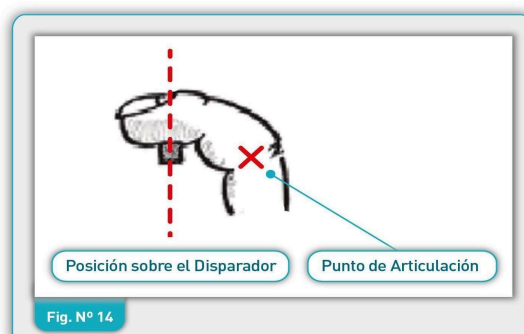 Posición sobre el Disparador
Punto de Articulación
Fig. Nº 14